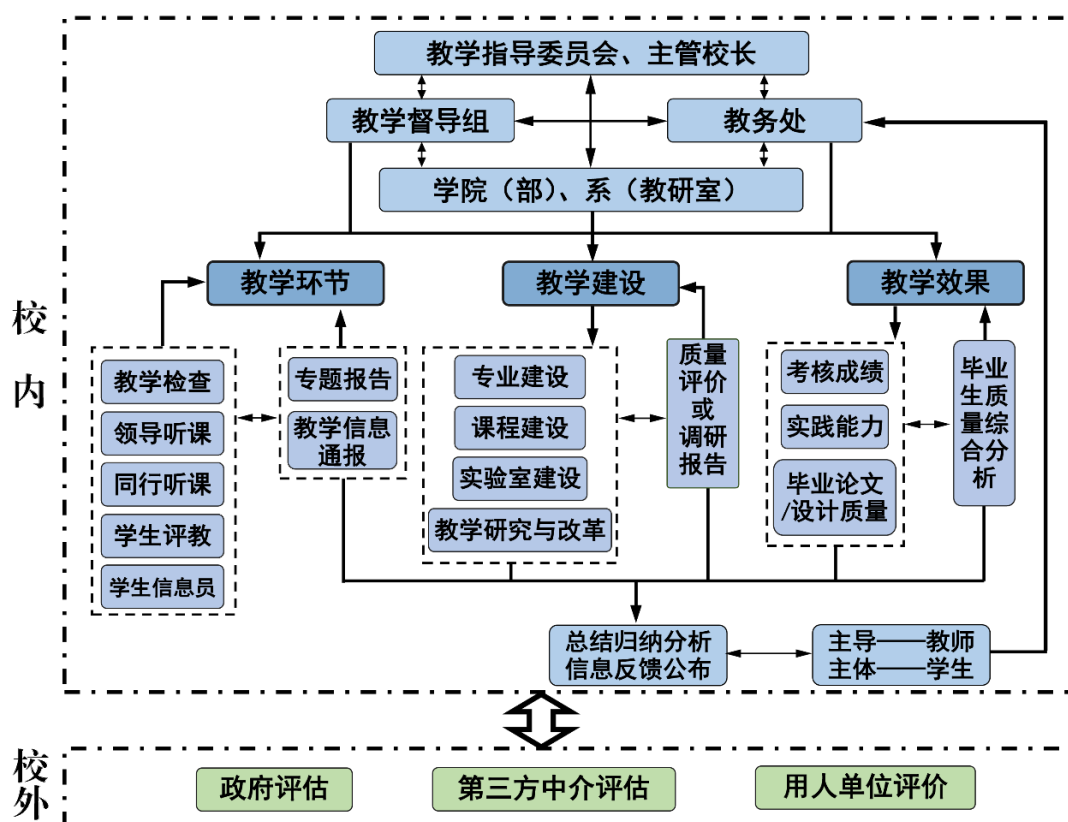 教学指导委员会、主管校长
教学督导组
教务处
学院（部）、系（教研室）
教学环节
教学建设
教学效果
校
内
教学检查
领导听课
同行听课
学生评教
学生信息员
专题报告
教学信息
通报
专业建设
课程建设
实验室建设
教学研究与改革
质量
评价
或
调研
报告
考核成绩
实践能力
毕业论文
/设计质量
毕业
生质
量综
合分
析
总结归纳分析
信息反馈公布
主导——教师
主体——学生
校
外
政府评估
第三方中介评估
用人单位评价